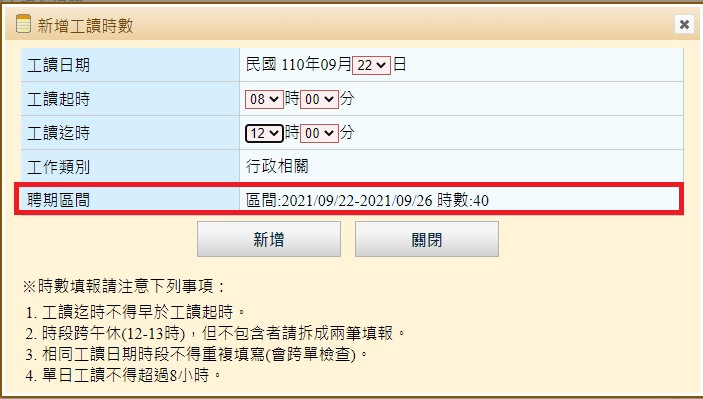 新增工讀時數
工讀日期 民國 110年09月 22 日
工讀起時 08 時 00 分
工讀迄時 12 時 00 分
工作類別 行政相關
聘期區間 區間:2021/09/22-2021/09/26 時數:40
新增 關閉
※時數填報請注意下列事項：
1. 工讀迄時不得早於工讀起時。
2. 時段跨午休(12-13時)，但不包含者請拆成兩筆填報。
3. 相同工讀日期時段不得重複填寫(會跨單檢查)。
4. 單日工讀不得超過8小時。